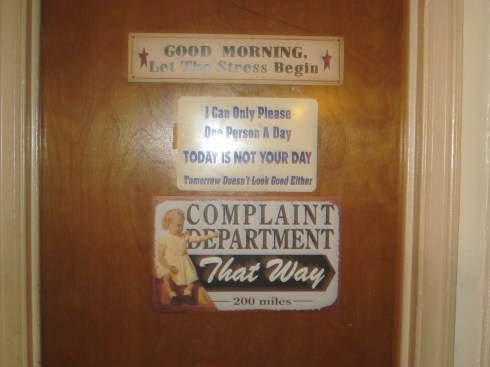 GOOD MORNING,
Let The Stress Begin
I Can Only Please
One Person A Day
TODAY IS NOT YOUR DAY
Tomorrow Doesn't Look Good Either
COMPLAINT
DEPARTMENT
That Way
200 miles